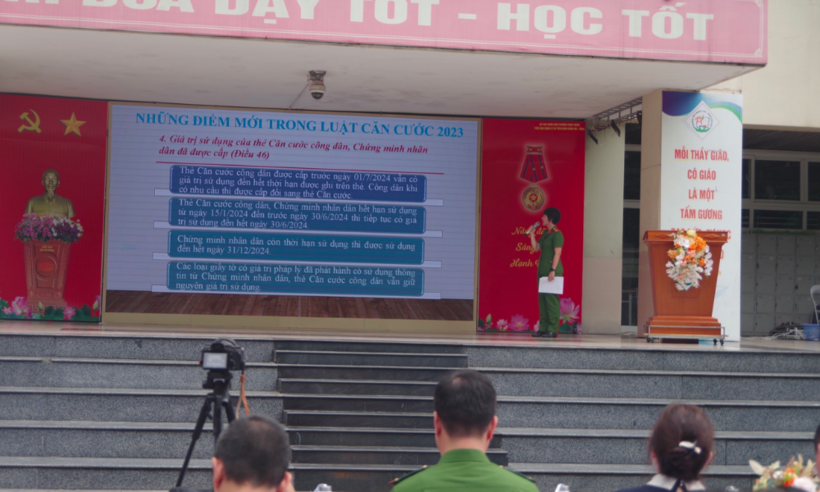 ĐUA DẠY TỐT - HỌC TỐT
NHỮNG ĐIỂM MỚI TRONG LUẬT CĂN CƯỚC 2023
4. Giá trị sử dụng của thẻ Căn cước công dân, Chứng minh nhân
dân đã được cấp (Điều 46)
Thẻ Căn cước công dân được cấp trước ngày 01/7/2024 vẫn có
giá trị sử dụng đến hết thời hạn được ghi trên thẻ. Công dân khi
có nhu cầu thì được cấp đổi sang thẻ Căn cước
Thẻ Căn cước công dân, Chứng minh nhân dân hết hạn sử dụng
từ ngày 15/1/2024 đến trước ngày 30/6/2024 thì tiếp tục có giá
trị sử dụng đến hết ngày 30/6/2024.
Chứng minh nhân dân còn thời hạn sử dụng thì được sử dụng
đến hết ngày 31/12/2024.
Các loại giấy tờ có giá trị pháp lý đã phát hành có sử dụng thông
tin từ Chứng minh nhân dân, thẻ Căn cước công dân vẫn giữ
nguyên giá trị sử dụng.
MỖI THẦY GIÁO,
CÔ GIÁO
LÀ MỘT
TẤM GƯƠNG